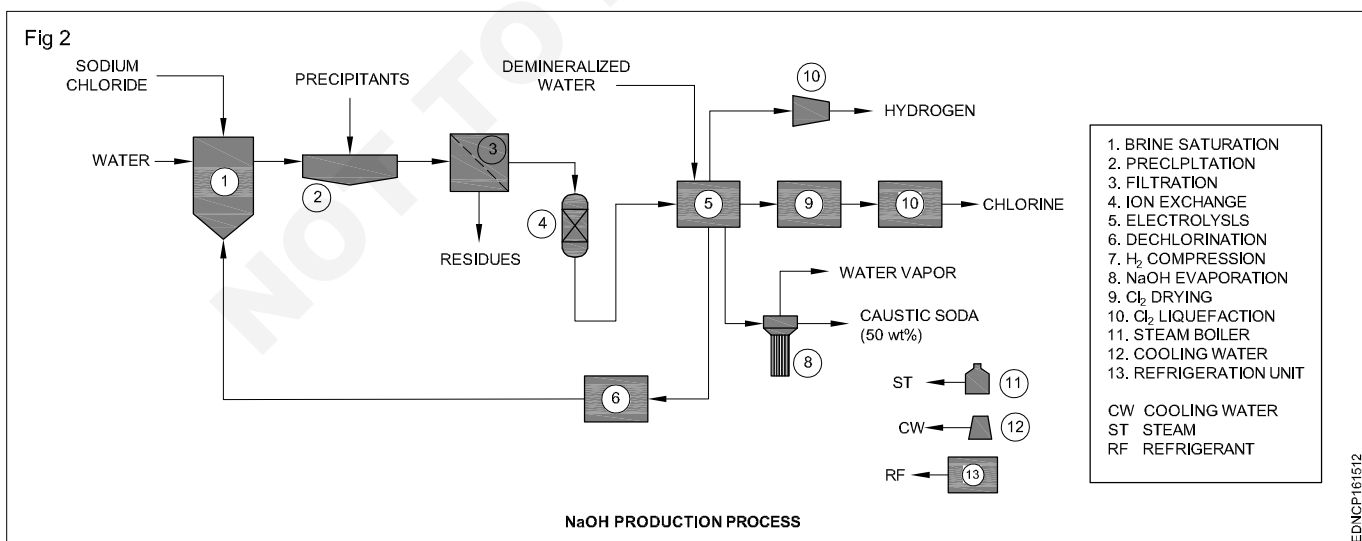 Fig 2
SODIUM
CHLORIDE
PRECIPITANTS
DEMINERALIZED
WATER
10
HYDROGEN
WATER
1
2
3
4
5
9
10
CHLORINE
RESIDUES
WATER VAPOR
CAUSTIC SODA
(50 wt%)
8
6
ST
11
CW
12
RF
13
1. BRINE SATURATION
2. PRECLPLTATION
3. FILTRATION
4. ION EXCHANGE
5. ELECTROLYSLS
6. DECHLORINATION
7. H₂ COMPRESSION
8. NaOH EVAPORATION
9. Cl₂ DRYING
10. Cl₂ LIQUEFACTION
11. STEAM BOILER
12. COOLING WATER
13. REFRIGERATION UNIT
CW COOLING WATER
ST STEAM
RF REFRIGERANT
NaOH PRODUCTION PROCESS
EDNCP161512
NOT TO